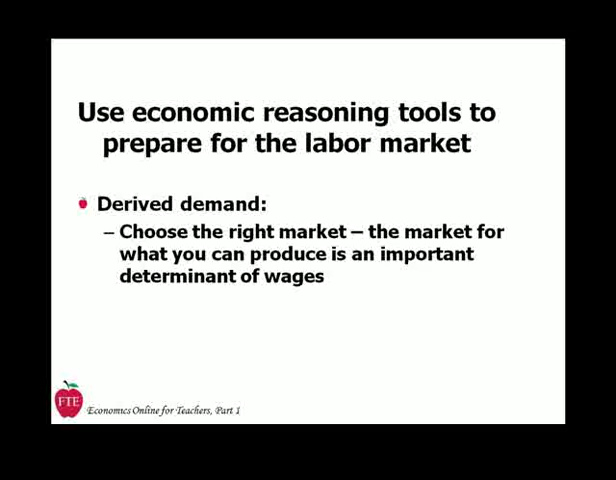 Use economic reasoning tools to
prepare for the labor market
Derived demand:
– Choose the right market – the market for
what you can produce is an important
determinant of wages
FTE
Economics Online for Teachers, Part 1